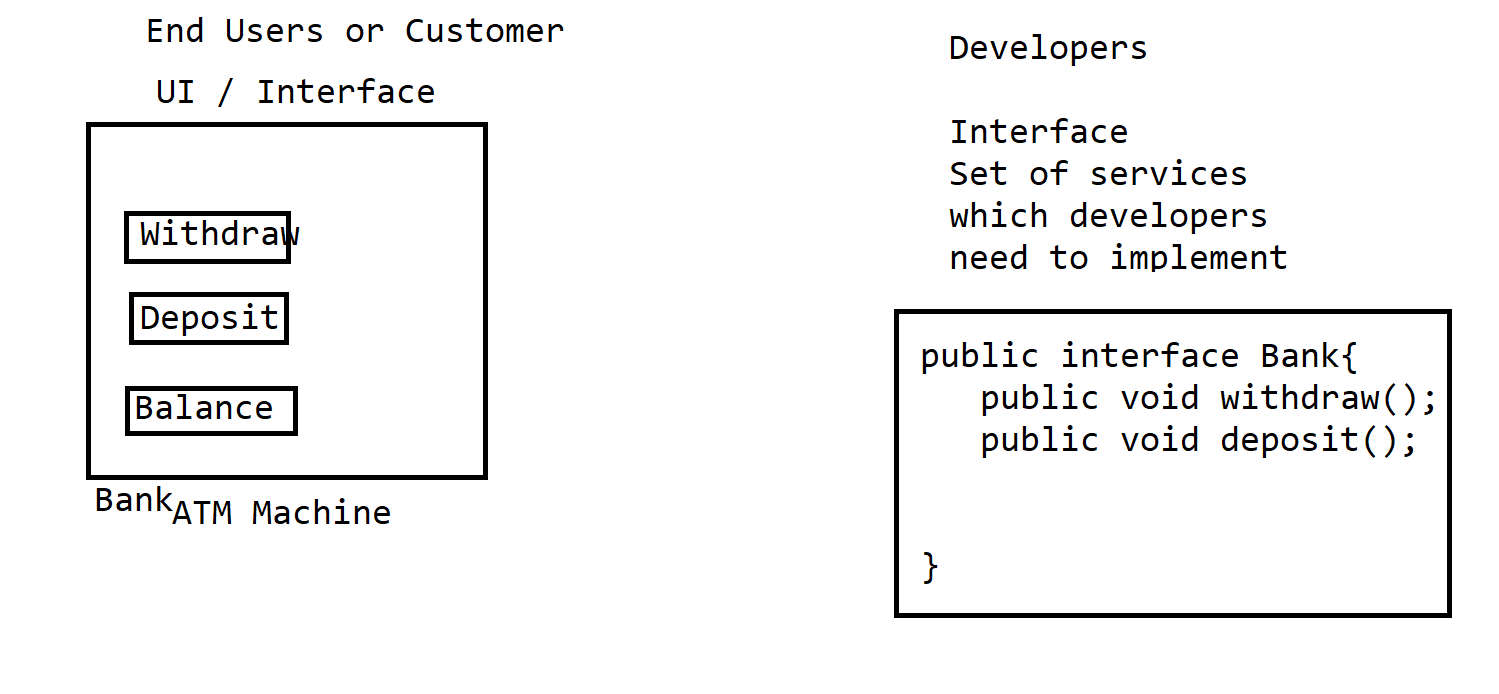 End Users or Customer
UI / Interface
Withdraw
Deposit
Balance
Bank
ATM Machine
Developers
Interface
Set of services
which developers
need to implement
public interface Bank{
public void withdraw();
public void deposit();
}